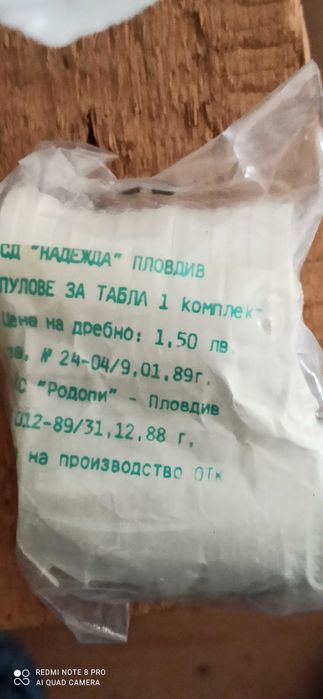 СД "НАДЕЖДА" ПЛОВДИВ
ПУЛОВЕ ЗА ТАБЛА 1 комплект
Цена на дребно: 1,50 лв.
№ 24-04/9,01,89г.
"Родопи" - Пловдив
012-89/31,12,88 г,
на производство ОТК
REDMI NOTE 8 PRO
AI QUAD CAMERA